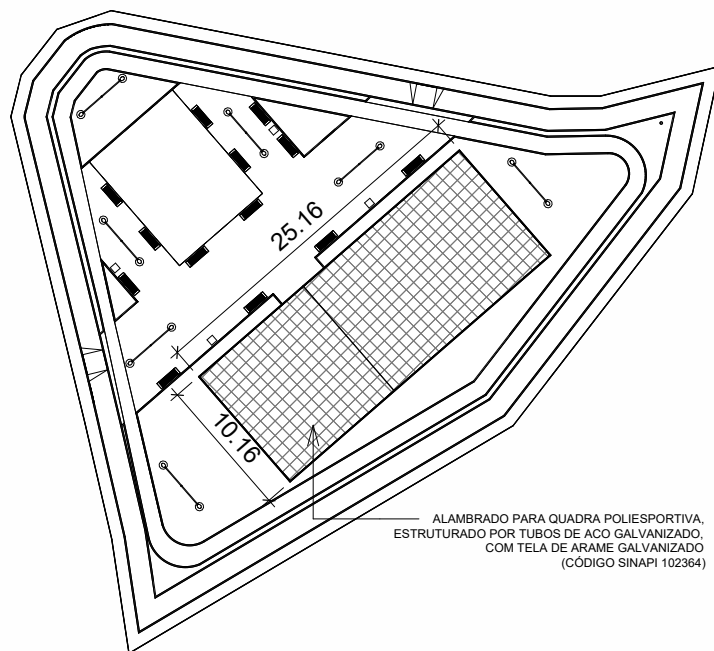 25.16
10.16
ALAMBRADO PARA QUADRA POLIESPORTIVA,
ESTRUTURADO POR TUBOS DE ACO GALVANIZADO,
COM TELA DE ARAME GALVANIZADO
(CÓDIGO SINAPI 102364)